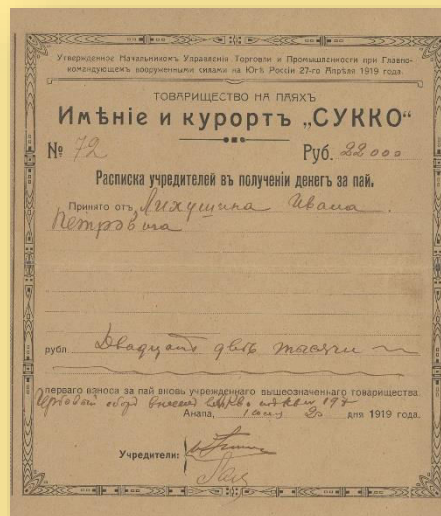 Утвержденное Начальникомъ Управленія Торговли и Промышленности при Главно-
командующемъ вооруженными силами на Югѣ Россіи 27-го Апрѣля 1919 года.
ТОВАРИЩЕСТВО НА ПАЯХЪ
Имѣніе и курортъ „СУККО“
№ 72 Руб. 22000
Расписка учредителей въ полученіи денегъ за пай.
Принято отъ Лихушина Ивана
Петровича
рубл. Двадцать двѣ тысячи
перваго взноса за пай вновь учрежденнаго вышеозначеннаго товарищества.
Гербовый сборъ
Анапа, дня 1919 года.
Учредители: